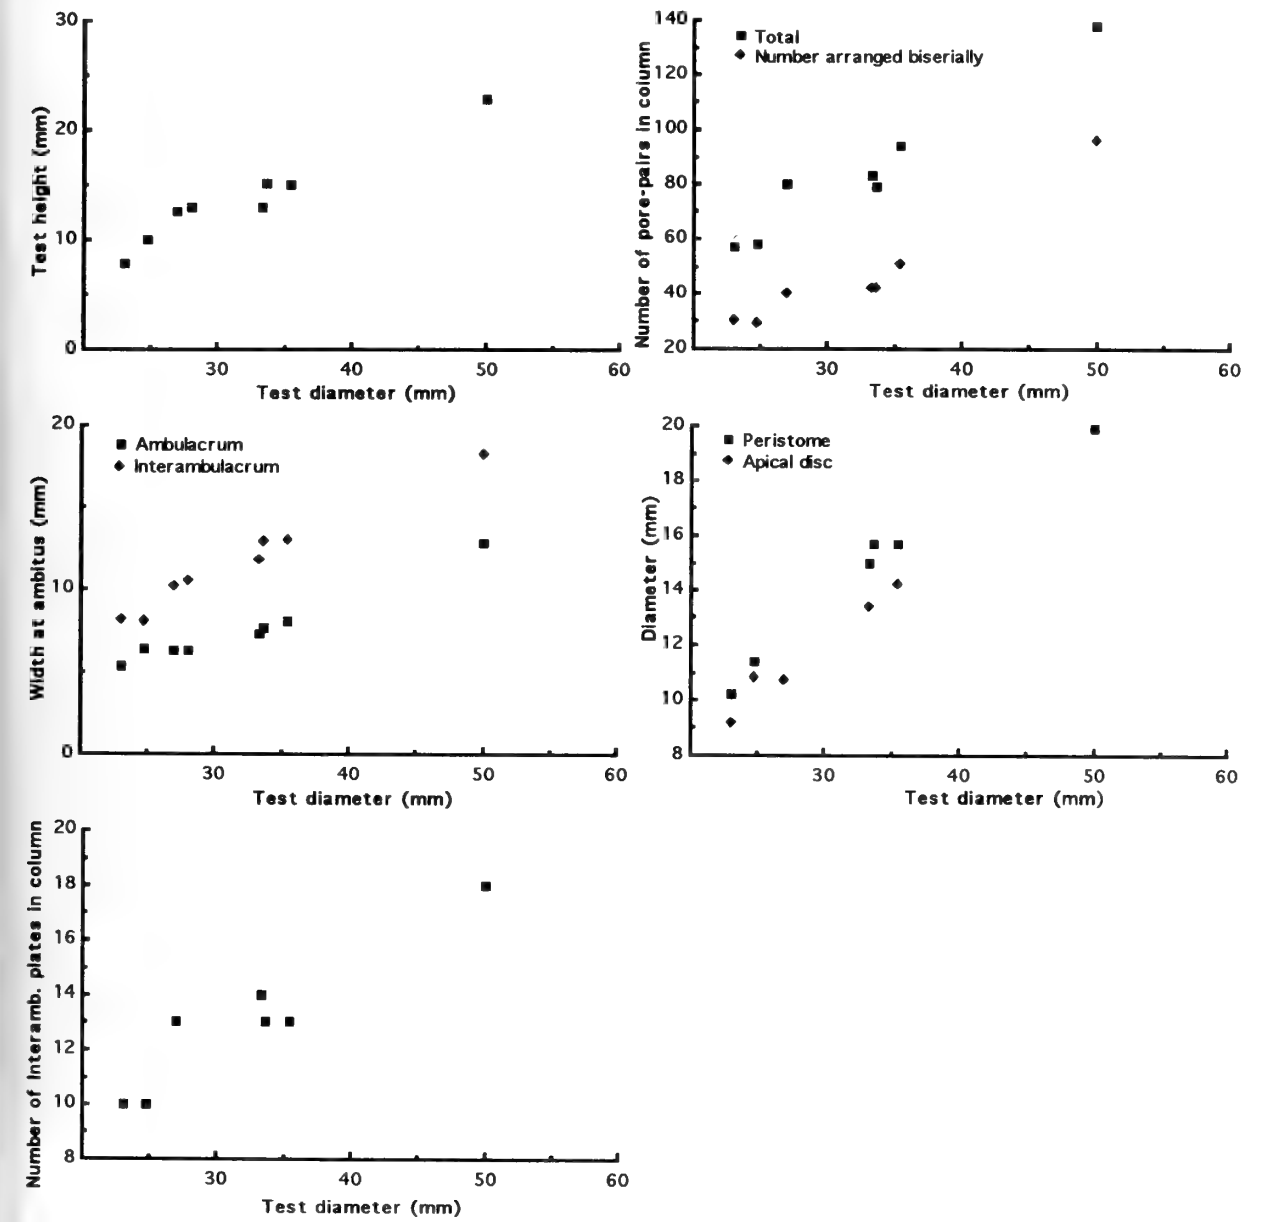 30
20
10
0
Test height (mm)
30 40 50 60
Test diameter (mm)
140
120
100
80
60
40
20
Number of pore-pairs in column
Total
Number arranged biserially
30 40 50 60
Test diameter (mm)
20
10
0
Width at ambitus (mm)
Ambulacrum
Interambulacrum
30 40 50 60
Test diameter (mm)
20
18
16
14
12
10
8
Diameter (mm)
Peristome
Apical disc
30 40 50 60
Test diameter (mm)
20
18
16
14
12
10
8
Number of Interamb. plates in column
30 40 50 60
Test diameter (mm)